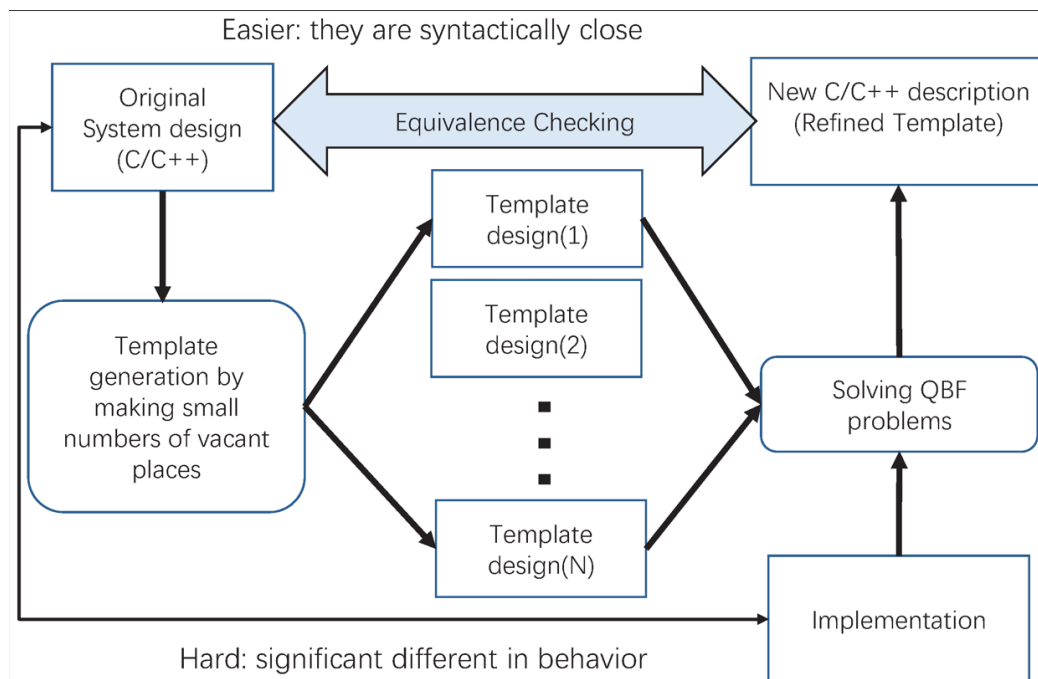 Easier: they are syntactically close
Original
System design
(C/C++)
Equivalence Checking
New C/C++ description
(Refined Template)
Template
design(1)
Template
design(2)
Template
generation by
making small
numbers of vacant
places
Solving QBF
problems
Template
design(N)
Implementation
Hard: significant different in behavior